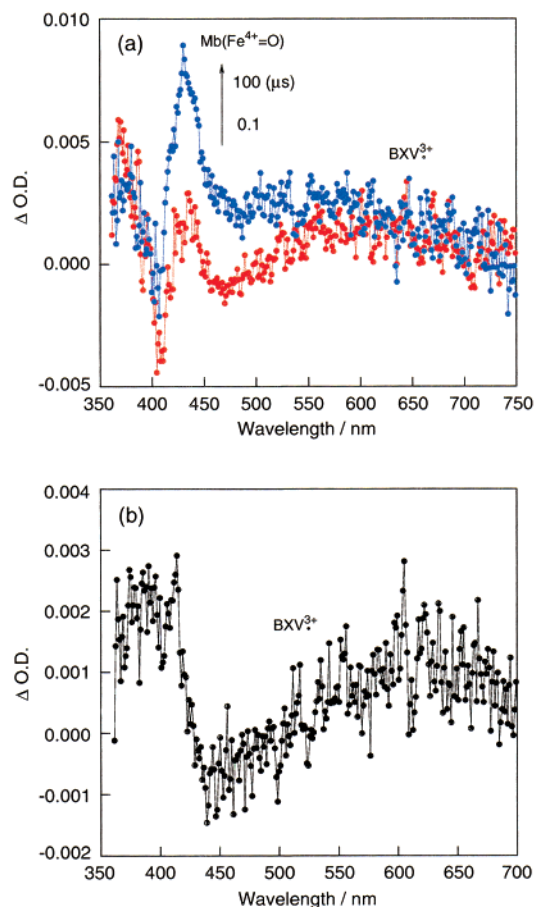 (a)
Mb(Fe⁴⁺=O)
100 (μs)
0.1
BXV³⁺•
0.010
0.005
0.000
-0.005
Δ O.D.
350 400 450 500 550 600 650 700 750
Wavelength / nm
(b)
BXV³⁺•
0.004
0.003
0.002
0.001
0.000
-0.001
-0.002
Δ O.D.
350 400 450 500 550 600 650 700
Wavelength / nm